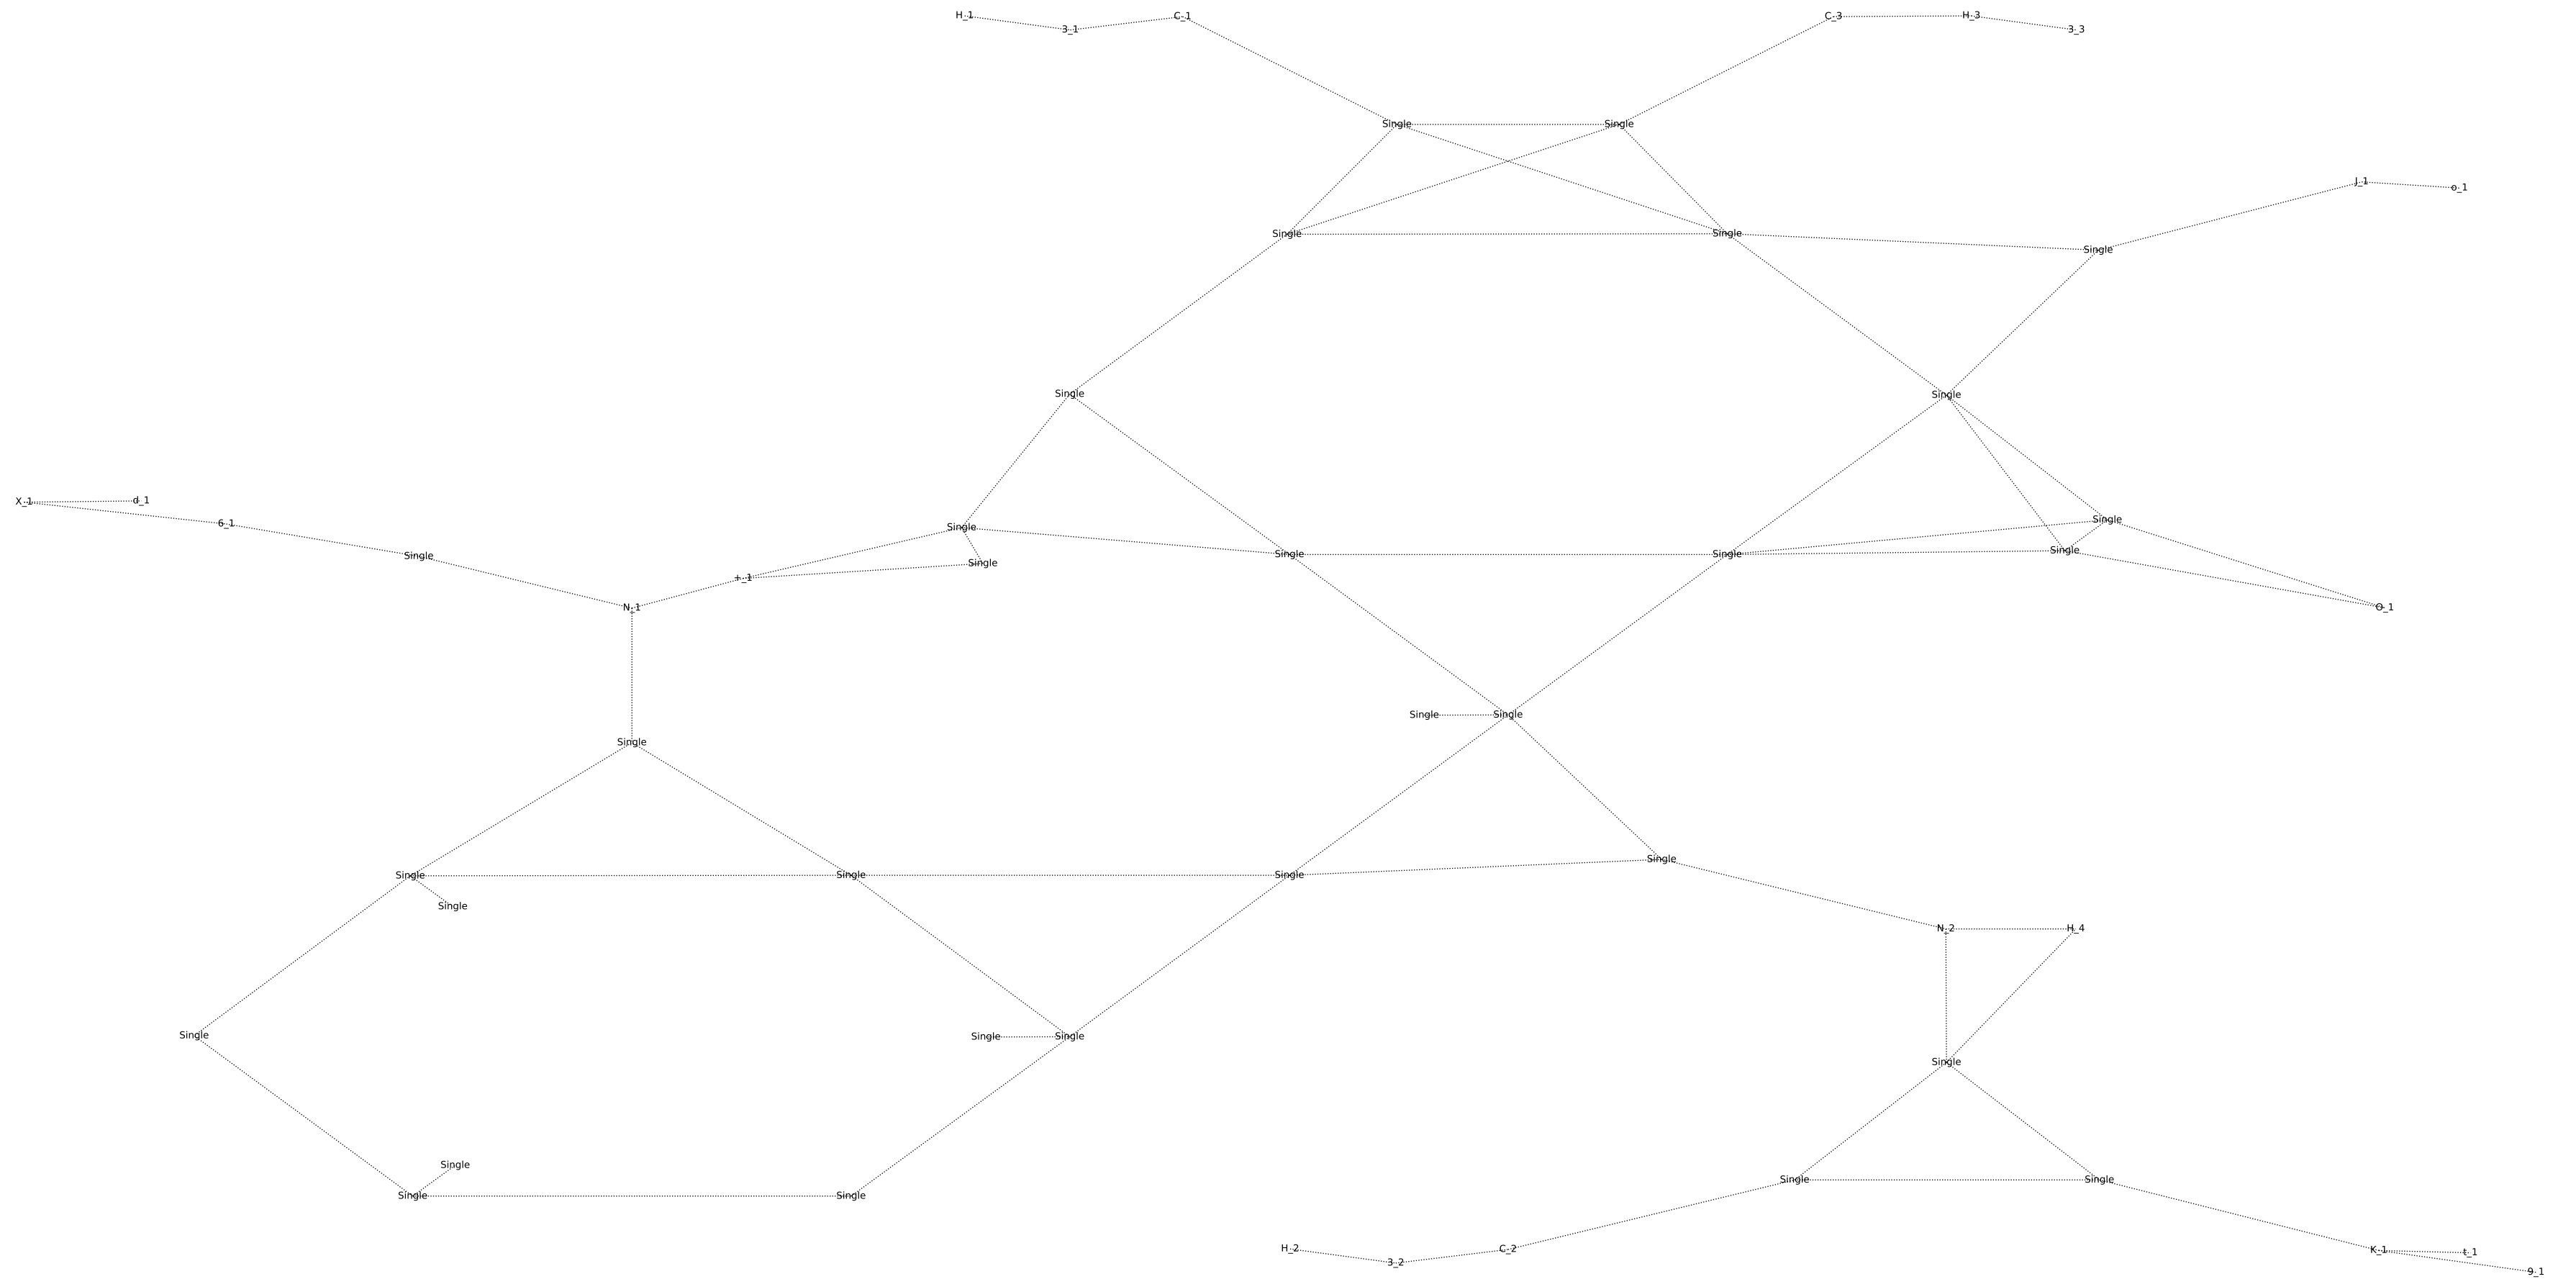 H_1 3_1 C_1 C_3 H_3 3_3
Single Single
J_1 o_1
Single Single Single
Single Single
X_1 d_1
6_1 Single Single
Single Single Single Single Single
+_1 N_1 O_1
Single Single
Single
Single Single Single Single
Single
N_2 H_4
Single Single Single
Single
Single
Single Single
Single Single
H_2 3_2 C_2 K_1 t_1
9_1